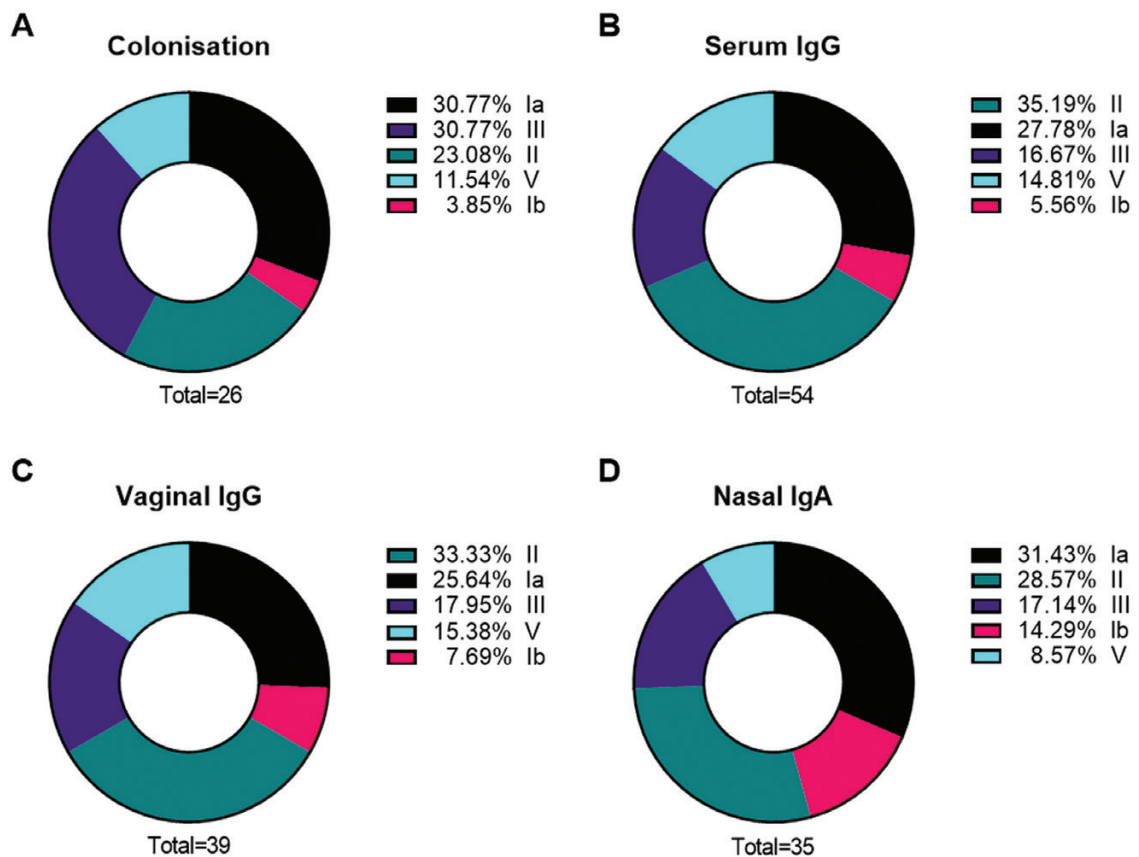 A
Colonisation
30.77% Ia
30.77% III
23.08% II
11.54% V
3.85% Ib
Total=26
B
Serum IgG
35.19% II
27.78% Ia
16.67% III
14.81% V
5.56% Ib
Total=54
C
Vaginal IgG
33.33% II
25.64% Ia
17.95% III
15.38% V
7.69% Ib
Total=39
D
Nasal IgA
31.43% Ia
28.57% II
17.14% III
14.29% Ib
8.57% V
Total=35